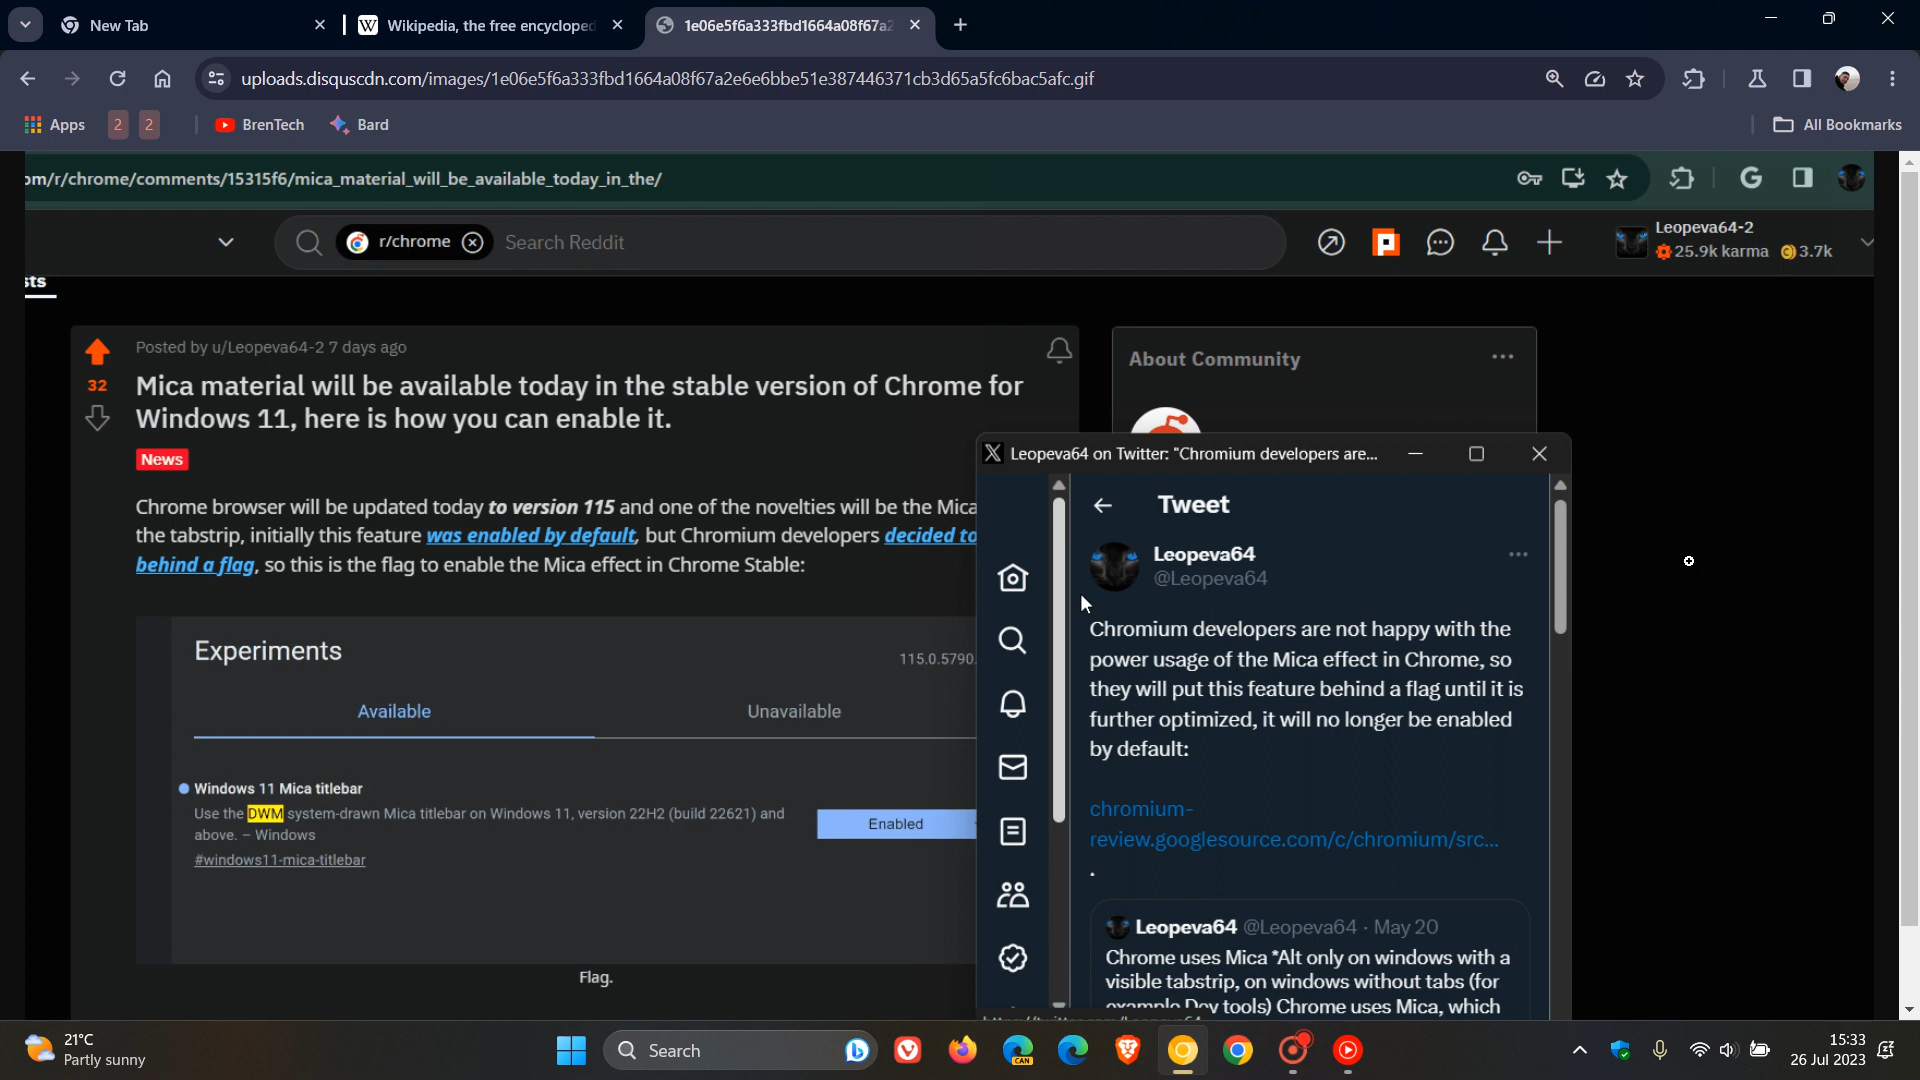 New Tab
Wikipedia, the free encycloped
1e06e5f6a333fbd1664a08f67a2
uploads.disquscdn.com/images/1e06e5f6a333fbd1664a08f67a2e6e6bbe51e387446371cb3d65a5fc6bac5afc.gif
Apps
2
2
BrenTech
Bard
All Bookmarks
om/r/chrome/comments/15315f6/mica_material_will_be_available_today_in_the/
G
r/chrome
Search Reddit
Leopeva64-2
25.9k karma
3.7k
sts
Posted by u/Leopeva64-2 7 days ago
32
Mica material will be available today in the stable version of Chrome for
Windows 11, here is how you can enable it.
News
Chrome browser will be updated today to version 115 and one of the novelties will be the Mica
the tabstrip, initially this feature was enabled by default, but Chromium developers decided to
behind a flag, so this is the flag to enable the Mica effect in Chrome Stable:
Experiments
115.0.5790.
Available
Unavailable
Windows 11 Mica titlebar
Use the DWM system-drawn Mica titlebar on Windows 11, version 22H2 (build 22621) and
above. – Windows
#windows11-mica-titlebar
Enabled
Flag.
About Community
Leopeva64 on Twitter: "Chromium developers are...
Tweet
Leopeva64
@Leopeva64
Chromium developers are not happy with the
power usage of the Mica effect in Chrome, so
they will put this feature behind a flag until it is
further optimized, it will no longer be enabled
by default:
chromium-
review.googlesource.com/c/chromium/src...
.
Leopeva64 @Leopeva64 · May 20
Chrome uses Mica *Alt only on windows with a
visible tabstrip, on windows without tabs (for
example Dev tools) Chrome uses Mica, which
21°C
Partly sunny
Search
CAN
15:33
26 Jul 2023